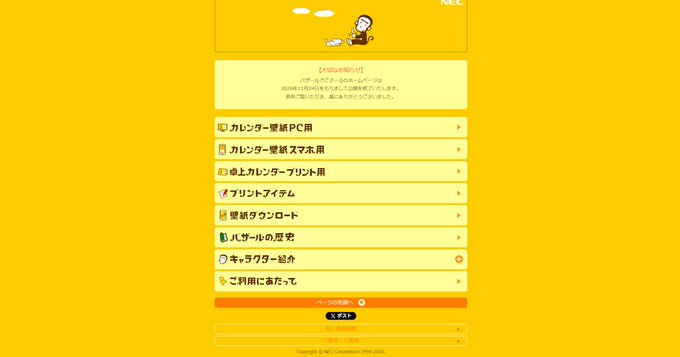 NEC
【大切なお知らせ】
バザールでござーるのホームページは
2026年11月24日をもちまして公開を終了いたします。
長年ご覧いただき、誠にありがとうございました。
カレンダー壁紙PC用
カレンダー壁紙スマホ用
卓上カレンダープリント用
プリントアイテム
壁紙ダウンロード
バザールの歴史
キャラクター紹介
ご利用にあたって
ページの先頭へ
X ポスト
個人情報保護
ご意見・ご感想
Copyright © NEC Corporation 1994-2026.